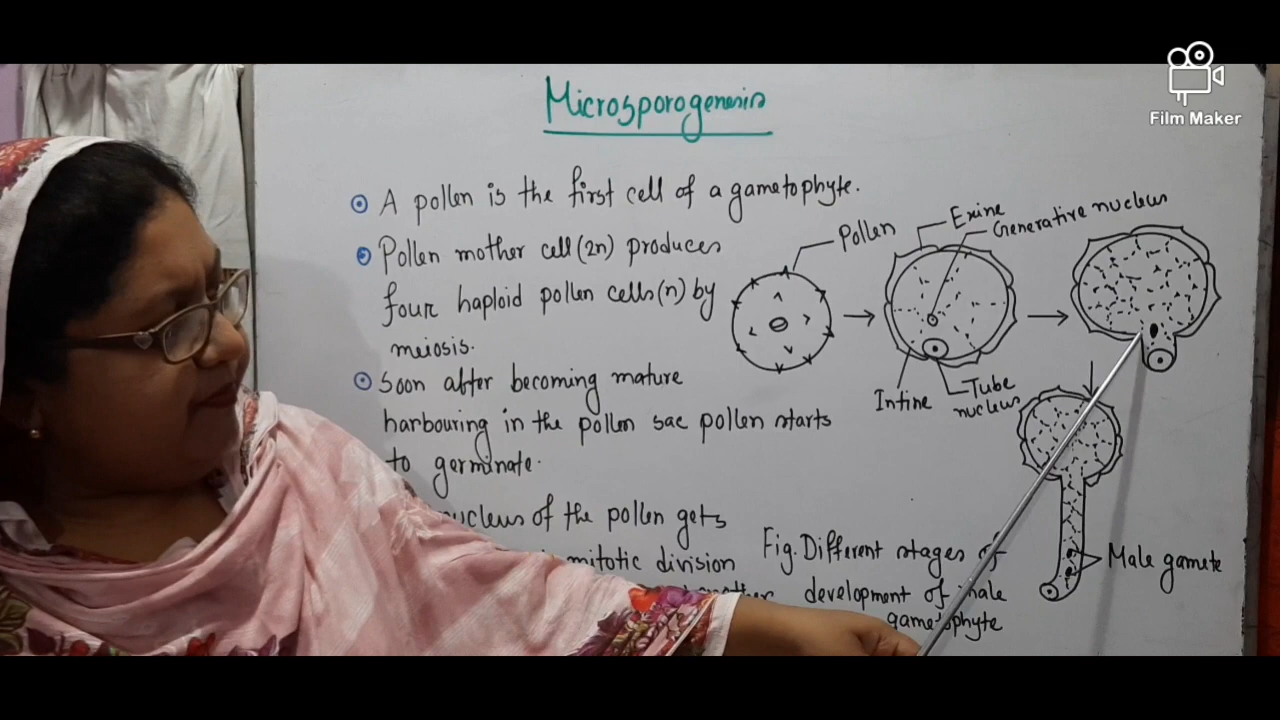 Film Maker
Microsporogenesis
A pollen is the first cell of a gametophyte.
Pollen mother cell (2n) produces
four haploid pollen cells(n) by
meiosis.
Soon after becoming mature
harbouring in the pollen sac pollen starts
to germinate.
nucleus of the pollen gets
mitotic division
Pollen
Exine
Generative nucleus
Intine
Tube
nucleus
Male gamete
Fig. Different stages of
development of male
gametophyte